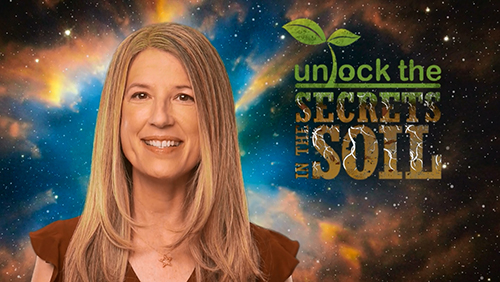 unlock the
SECRETS
IN THE
SOIL